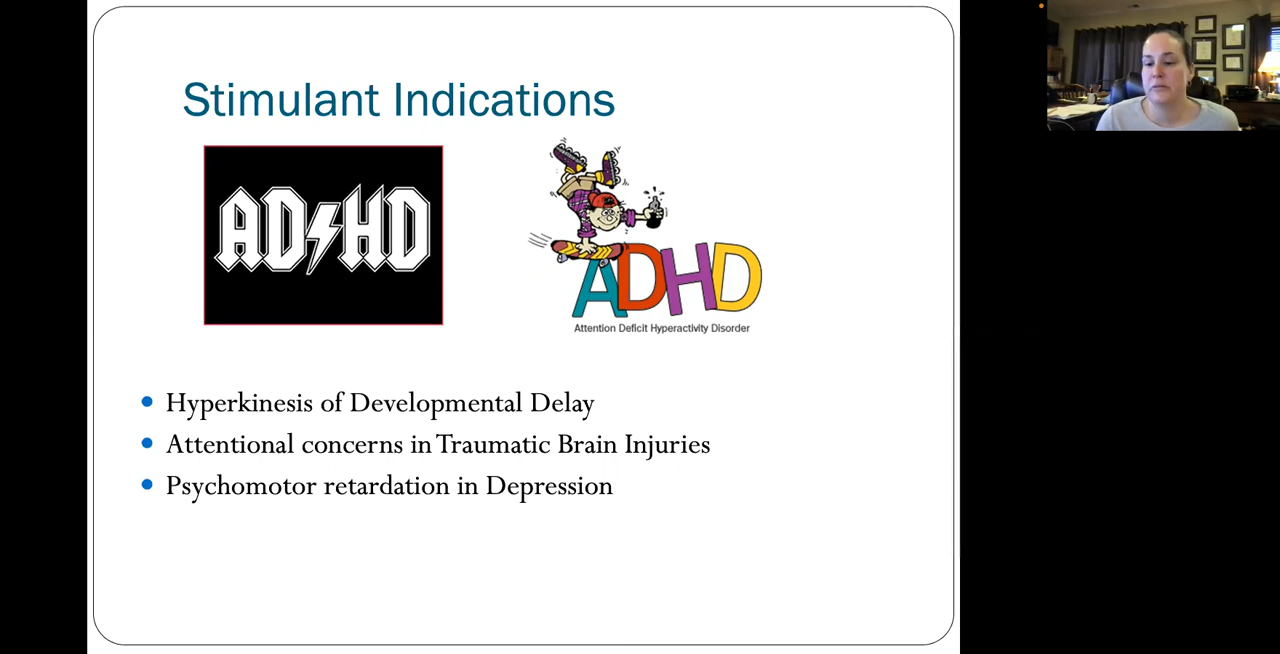 Stimulant Indications
AD⚡HD
ADHD
Attention Deficit Hyperactivity Disorder
• Hyperkinesis of Developmental Delay
• Attentional concerns in Traumatic Brain Injuries
• Psychomotor retardation in Depression